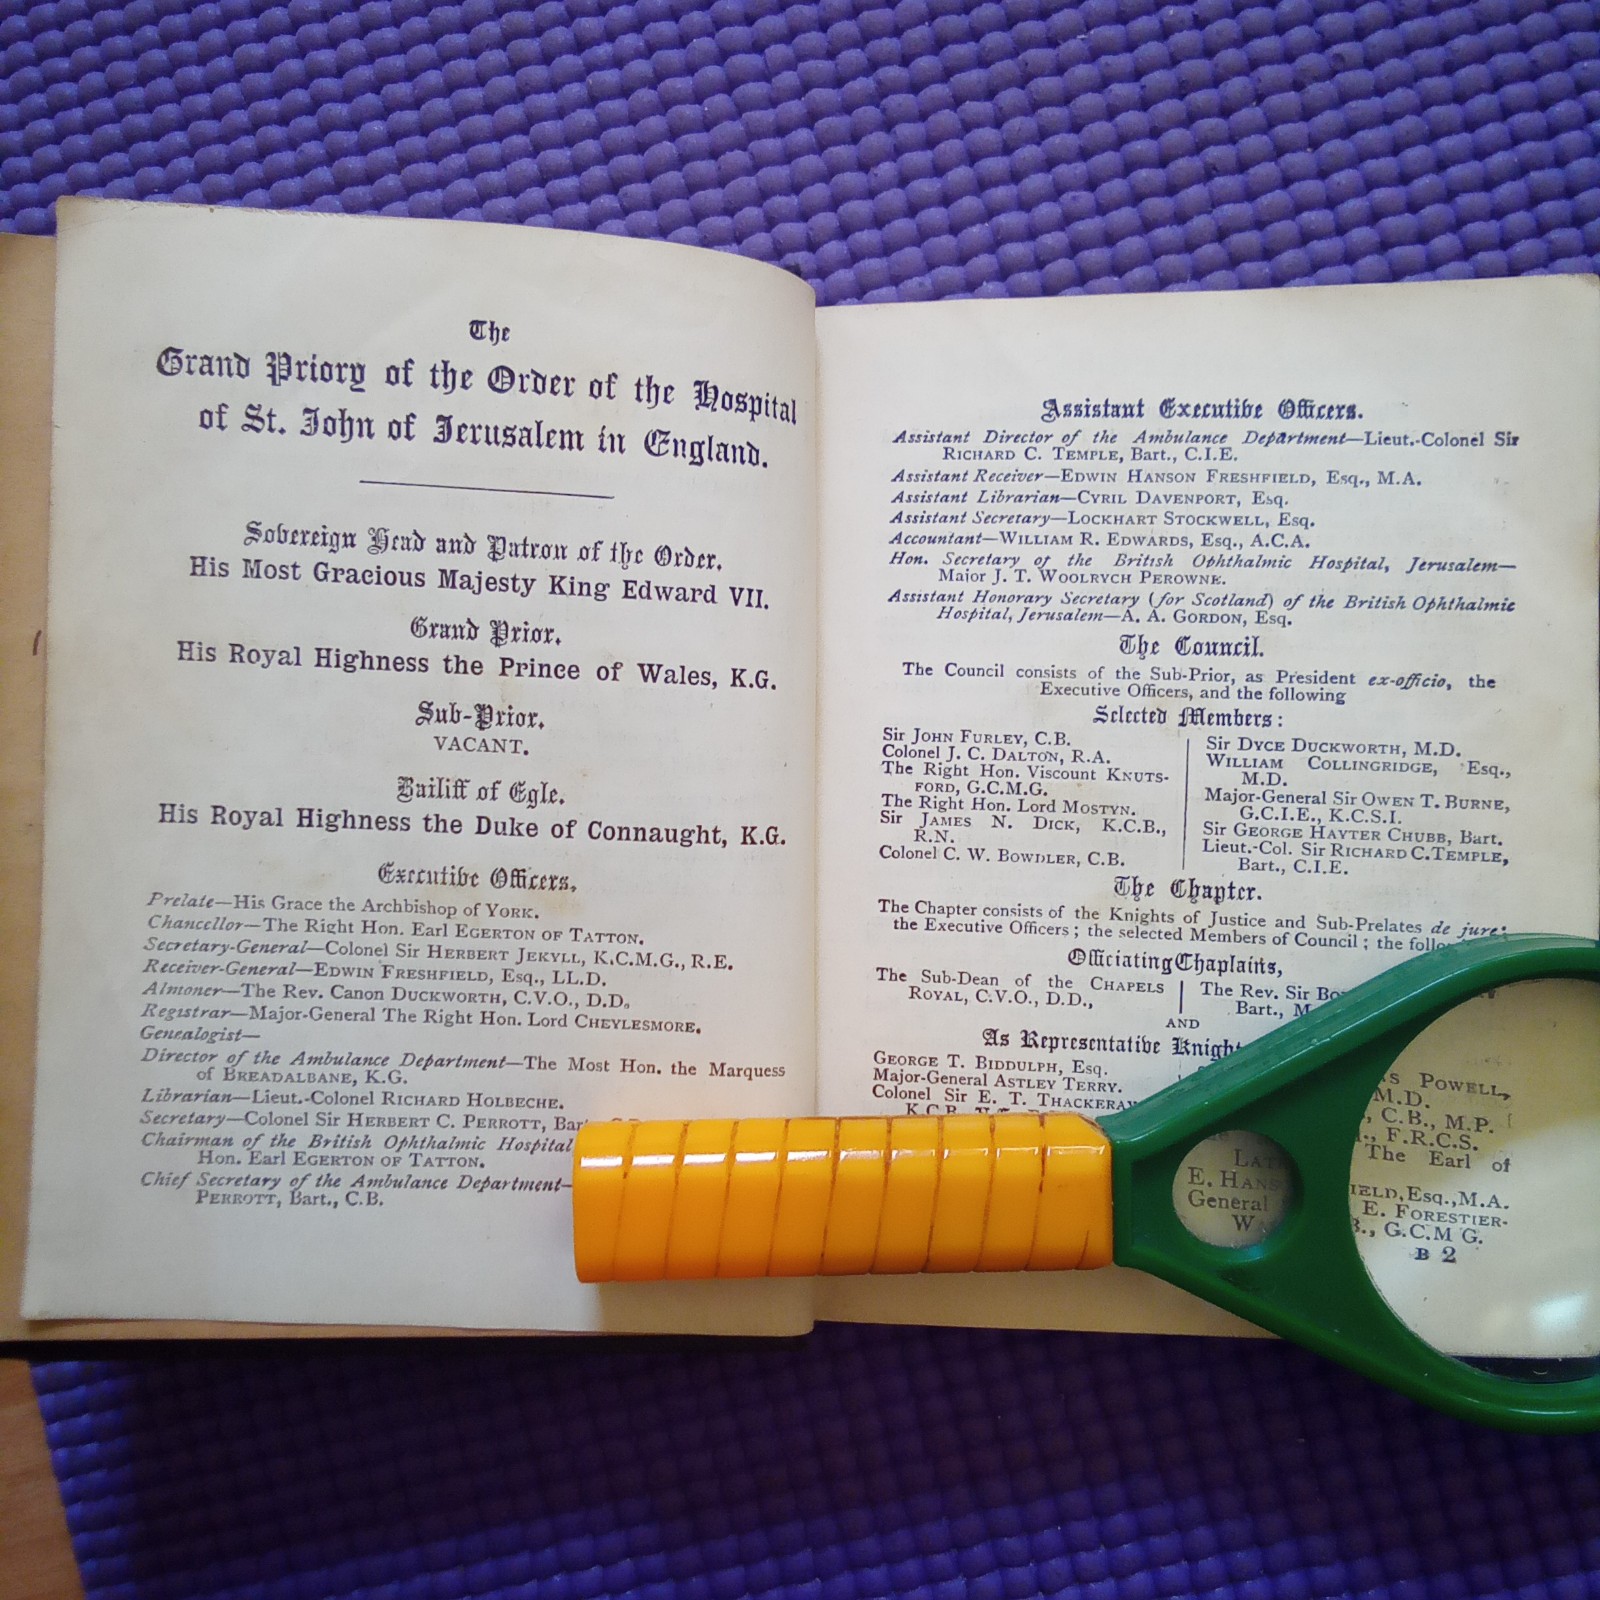 The
Grand Priory of the Order of the Hospital
of St. John of Jerusalem in England.
Sovereign Head and Patron of the Order.
His Most Gracious Majesty King Edward VII.
Grand Prior.
His Royal Highness the Prince of Wales, K.G.
Sub-Prior.
VACANT.
Bailiff of Egle.
His Royal Highness the Duke of Connaught, K.G.
Executive Officers.
Prelate—His Grace the Archbishop of YORK.
Chancellor—The Right Hon. Earl EGERTON OF TATTON.
Secretary-General—Colonel Sir HERBERT JEKYLL, K.C.M.G., R.E.
Receiver-General—EDWIN FRESHFIELD, Esq., LL.D.
Almoner—The Rev. Canon DUCKWORTH, C.V.O., D.D.
Registrar—Major-General The Right Hon. Lord CHEYLESMORE.
Genealogist—
Director of the Ambulance Department—The Most Hon. the Marquess
of BREADALBANE, K.G.
Librarian—Lieut.-Colonel RICHARD HOLBECHE.
Secretary—Colonel Sir HERBERT C. PERROTT,
Chairman of the British Ophthalmic Hospital
Hon. Earl EGERTON OF TATTON.
Chief Secretary of the Ambulance Department—
PERROTT, Bart., C.B.
Assistant Executive Officers.
Assistant Director of the Ambulance Department—Lieut.-Colonel Sir
RICHARD C. TEMPLE, Bart., C.I.E.
Assistant Receiver—EDWIN HANSON FRESHFIELD, Esq., M.A.
Assistant Librarian—CYRIL DAVENPORT, Esq.
Assistant Secretary—LOCKHART STOCKWELL, Esq.
Accountant—WILLIAM R. EDWARDS, Esq., A.C.A.
Hon. Secretary of the British Ophthalmic Hospital, Jerusalem—
Major J. T. WOOLRYCH PEROWNE.
Assistant Honorary Secretary (for Scotland) of the British Ophthalmic
Hospital, Jerusalem—A. A. GORDON, Esq.
The Council.
The Council consists of the Sub-Prior, as President ex-officio, the
Executive Officers, and the following
Selected Members:
Sir JOHN FURLEY, C.B.
Colonel J. C. DALTON, R.A.
The Right Hon. Viscount KNUTS-
FORD, G.C.M.G.
The Right Hon. Lord MOSTYN.
Sir JAMES N. DICK, K.C.B.,
R.N.
Colonel C. W. BOWDLER, C.B.
Sir DYCE DUCKWORTH, M.D.
WILLIAM COLLINGRIDGE, Esq.,
M.D.
Major-General Sir OWEN T. BURNE,
G.C.I.E., K.C.S.I.
Sir GEORGE HAYTER CHUBB, Bart.
Lieut.-Col. Sir RICHARD C. TEMPLE,
Bart., C.I.E.
The Chapter.
The Chapter consists of the Knights of Justice and Sub-Prelates de jure;
the Executive Officers; the selected Members of Council; the
Officiating Chaplains,
The Sub-Dean of the CHAPELS
ROYAL, C.V.O., D.D.,
The Rev. Sir
Bart.,
AND
As Representative
GEORGE T. BIDDULPH, Esq.
Major-General ASTLEY TERRY.
Colonel Sir E. T.
POWELL,
M.D.
C.B., M.P.
F.R.C.S.
The Earl of
E.
Esq., M.A.
General
E. FORESTIER-
W
G.C.M G.
B 2